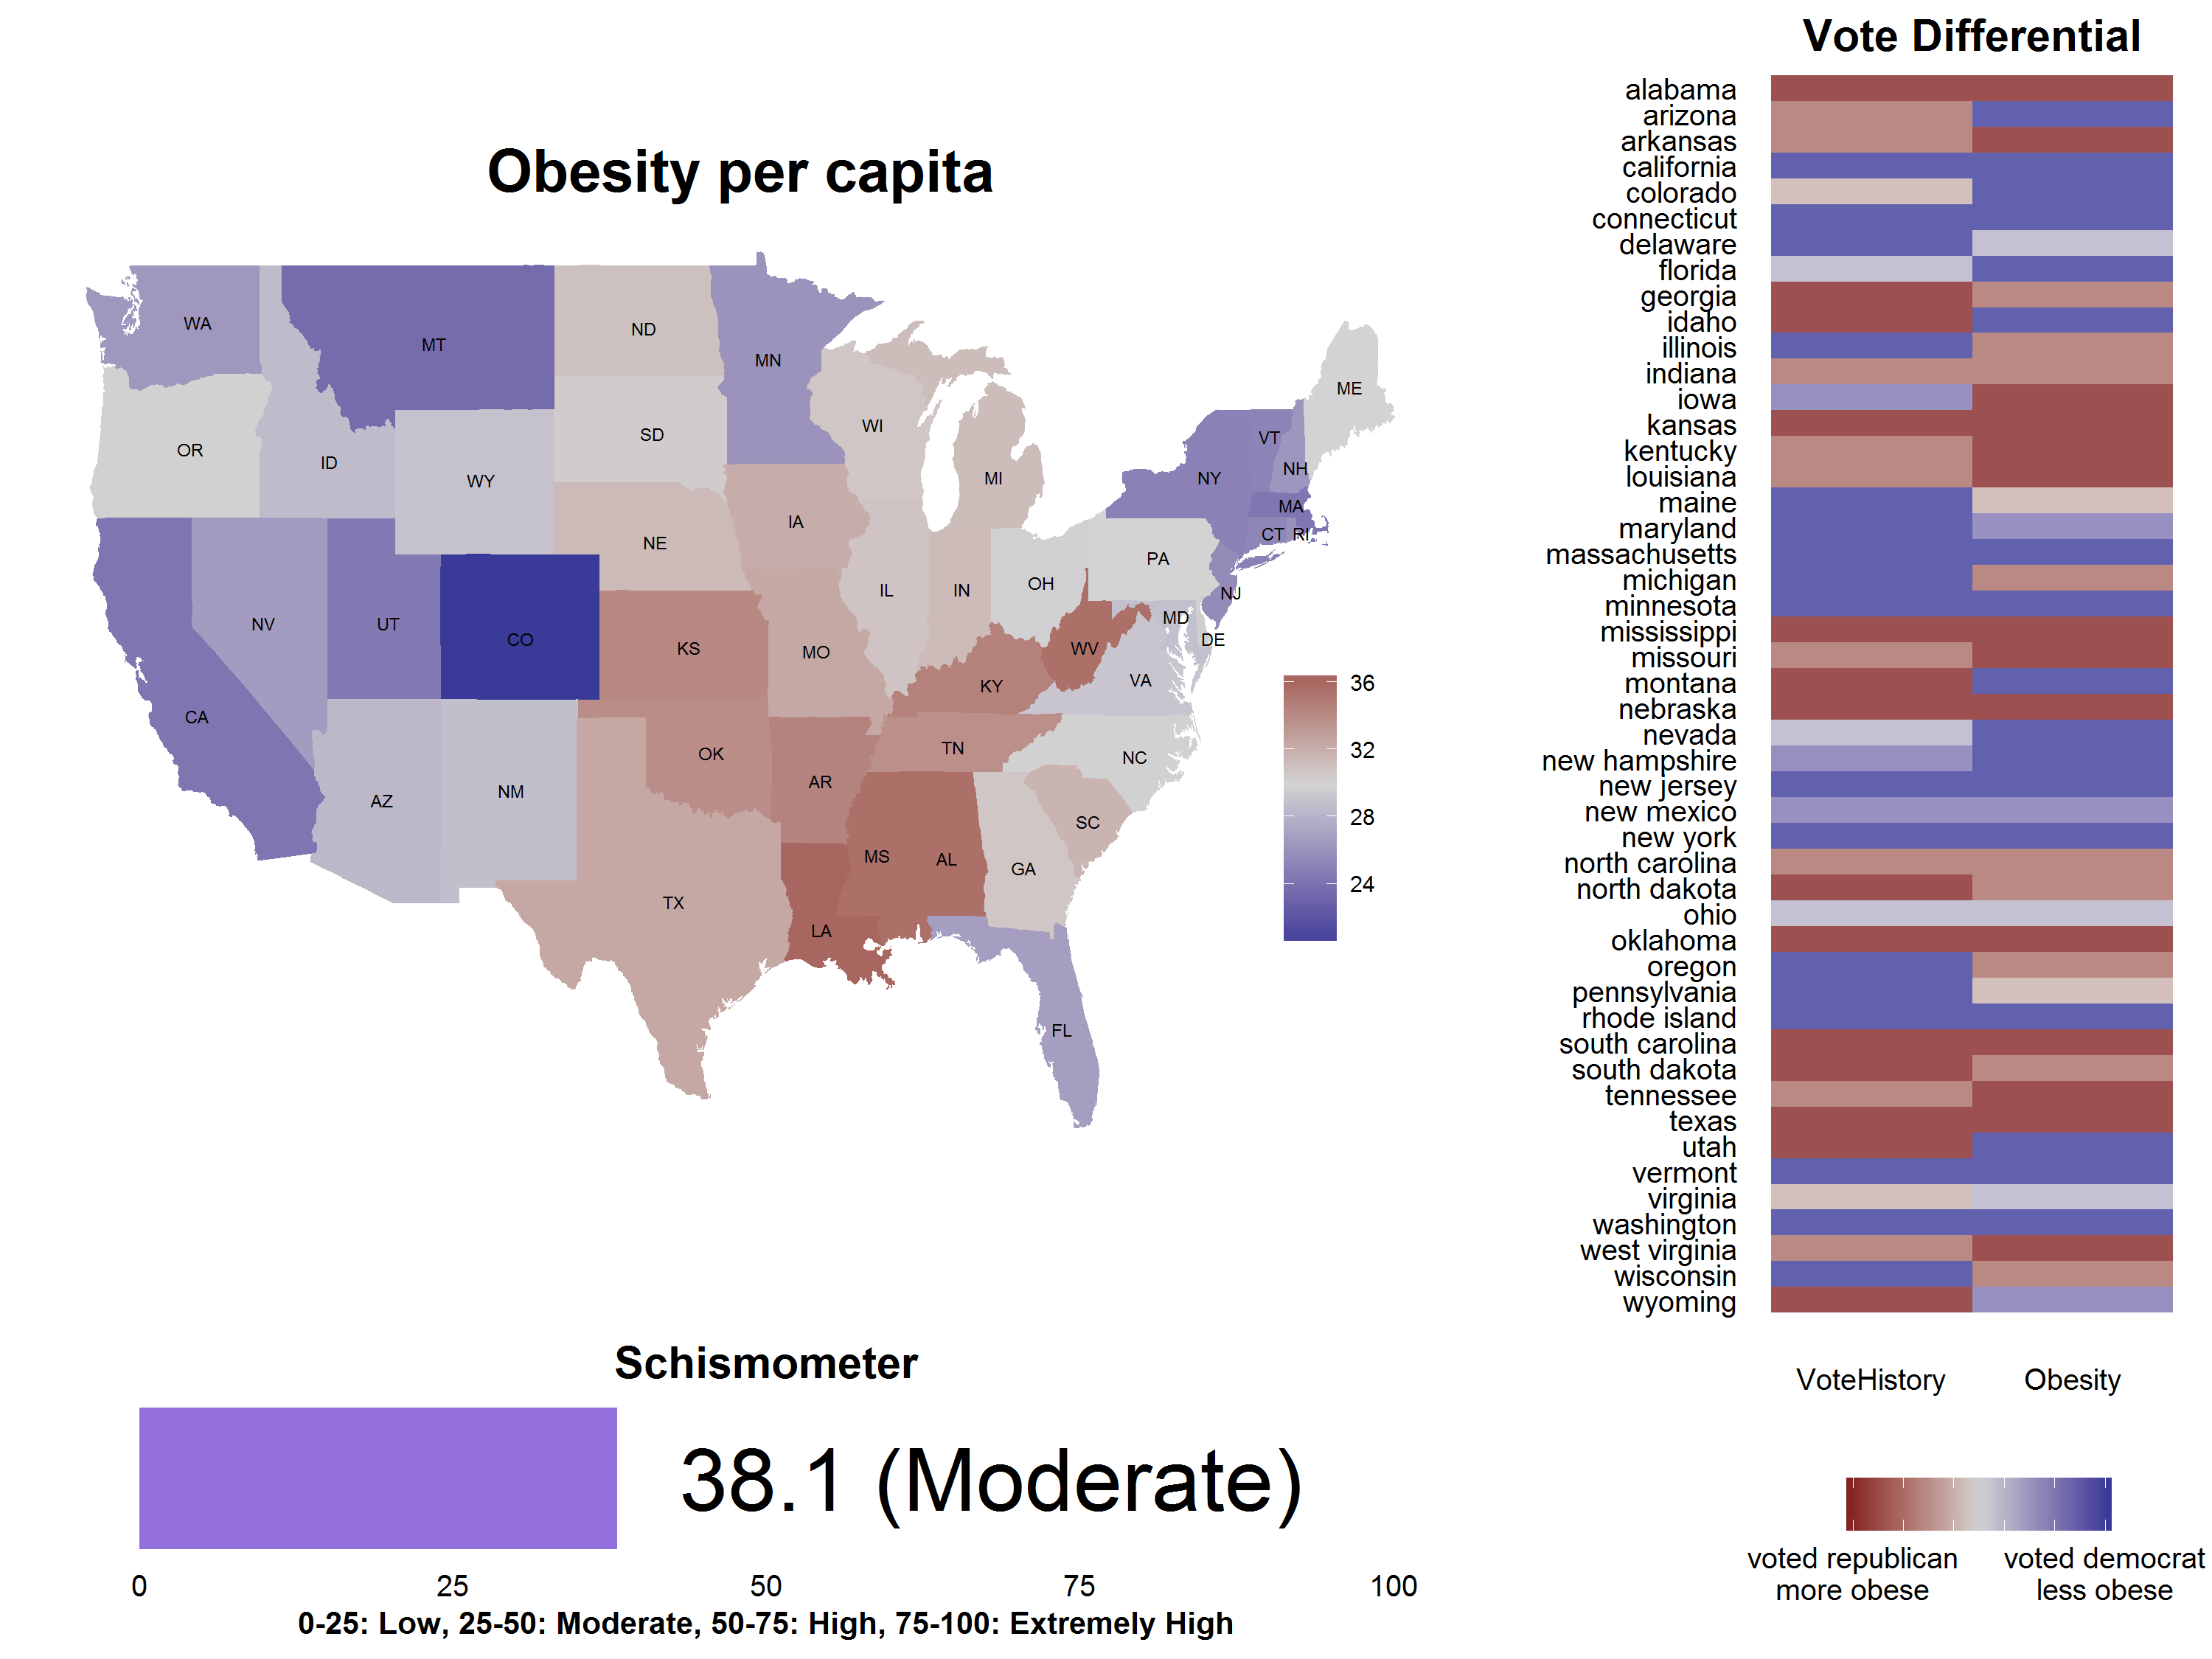 Vote Differential
Obesity per capita
alabama
arizona
arkansas
california
colorado
connecticut
delaware
florida
georgia
idaho
illinois
indiana
iowa
kansas
kentucky
louisiana
maine
maryland
massachusetts
michigan
minnesota
mississippi
missouri
montana
nebraska
nevada
new hampshire
new jersey
new mexico
new york
north carolina
north dakota
ohio
oklahoma
oregon
pennsylvania
rhode island
south carolina
south dakota
tennessee
texas
utah
vermont
virginia
washington
west virginia
wisconsin
wyoming
VoteHistory Obesity
voted republican
more obese
voted democrat
less obese
WA
MT
ND
MN
ME
OR
ID
WY
SD
WI
MI
VT
NH
NY
MA
CT RI
IA
NE
PA
OH
IL
IN
NJ
NV
UT
CO
KS
MO
WV
MD
DE
KY
VA
CA
AZ
NM
OK
AR
TN
NC
SC
TX
MS
AL
GA
LA
FL
36
32
28
24
Schismometer
38.1 (Moderate)
0 25 50 75 100
0-25: Low, 25-50: Moderate, 50-75: High, 75-100: Extremely High